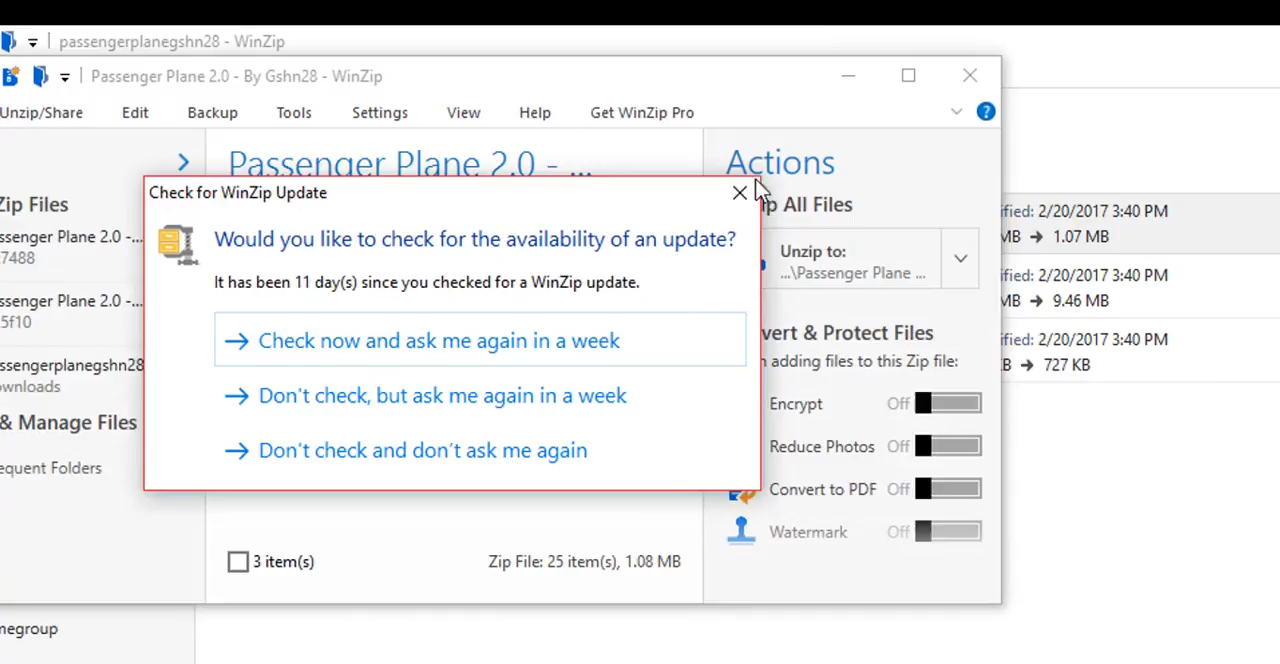 passengerplanegshn28 - WinZip
Passenger Plane 2.0 - By Gshn28 - WinZip
Unzip/Share Edit Backup Tools Settings View Help Get WinZip Pro
Passenger Plane 2.0 - ...
Actions
Check for WinZip Update
Would you like to check for the availability of an update?
It has been 11 day(s) since you checked for a WinZip update.
Check now and ask me again in a week
Don't check, but ask me again in a week
Don't check and don't ask me again
Zip Files
ssenger Plane 2.0 -...
7488
ssenger Plane 2.0 -...
5f10
ssengerplanegshn28
ownloads
& Manage Files
equent Folders
p All Files
Unzip to:
...\Passenger Plane ...
vert & Protect Files
n adding files to this Zip file:
Encrypt Off
Reduce Photos Off
Convert to PDF Off
Watermark Off
3 item(s) Zip File: 25 item(s), 1.08 MB
ified: 2/20/2017 3:40 PM
MB → 1.07 MB
ified: 2/20/2017 3:40 PM
MB → 9.46 MB
ified: 2/20/2017 3:40 PM
B → 727 KB
megroup